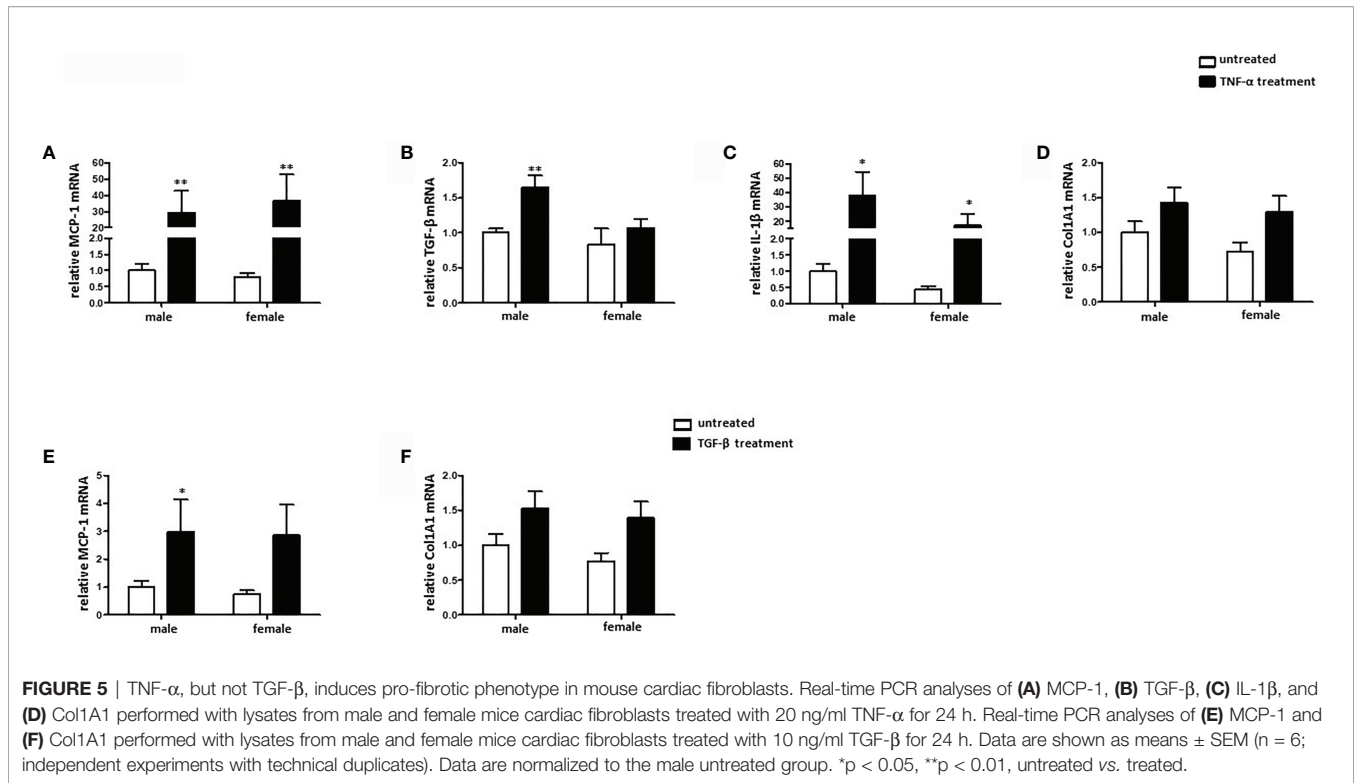 untreated
TNF-α treatment
A
relative MCP-1 mRNA
60
50
40
30
20
2.0
1.5
1.0
0.5
0.0
**
**
male
female
B
relative TGF-β mRNA
2.0
1.5
1.0
0.5
0.0
**
male
female
C
relative IL-1β mRNA
60
50
40
30
20
2.0
1.5
1.0
0.5
0.0
*
*
male
female
D
relative Col1A1 mRNA
2.0
1.5
1.0
0.5
0.0
male
female
untreated
TGF-β treatment
E
relative MCP-1 mRNA
5
4
3
2
1
0
*
male
female
F
relative Col1A1 mRNA
2.0
1.5
1.0
0.5
0.0
male
female
FIGURE 5 | TNF-α, but not TGF-β, induces pro-fibrotic phenotype in mouse cardiac fibroblasts. Real-time PCR analyses of (A) MCP-1, (B) TGF-β, (C) IL-1β, and
(D) Col1A1 performed with lysates from male and female mice cardiac fibroblasts treated with 20 ng/ml TNF-α for 24 h. Real-time PCR analyses of (E) MCP-1 and
(F) Col1A1 performed with lysates from male and female mice cardiac fibroblasts treated with 10 ng/ml TGF-β for 24 h. Data are shown as means ± SEM (n = 6;
independent experiments with technical duplicates). Data are normalized to the male untreated group. *p < 0.05, **p < 0.01, untreated vs. treated.